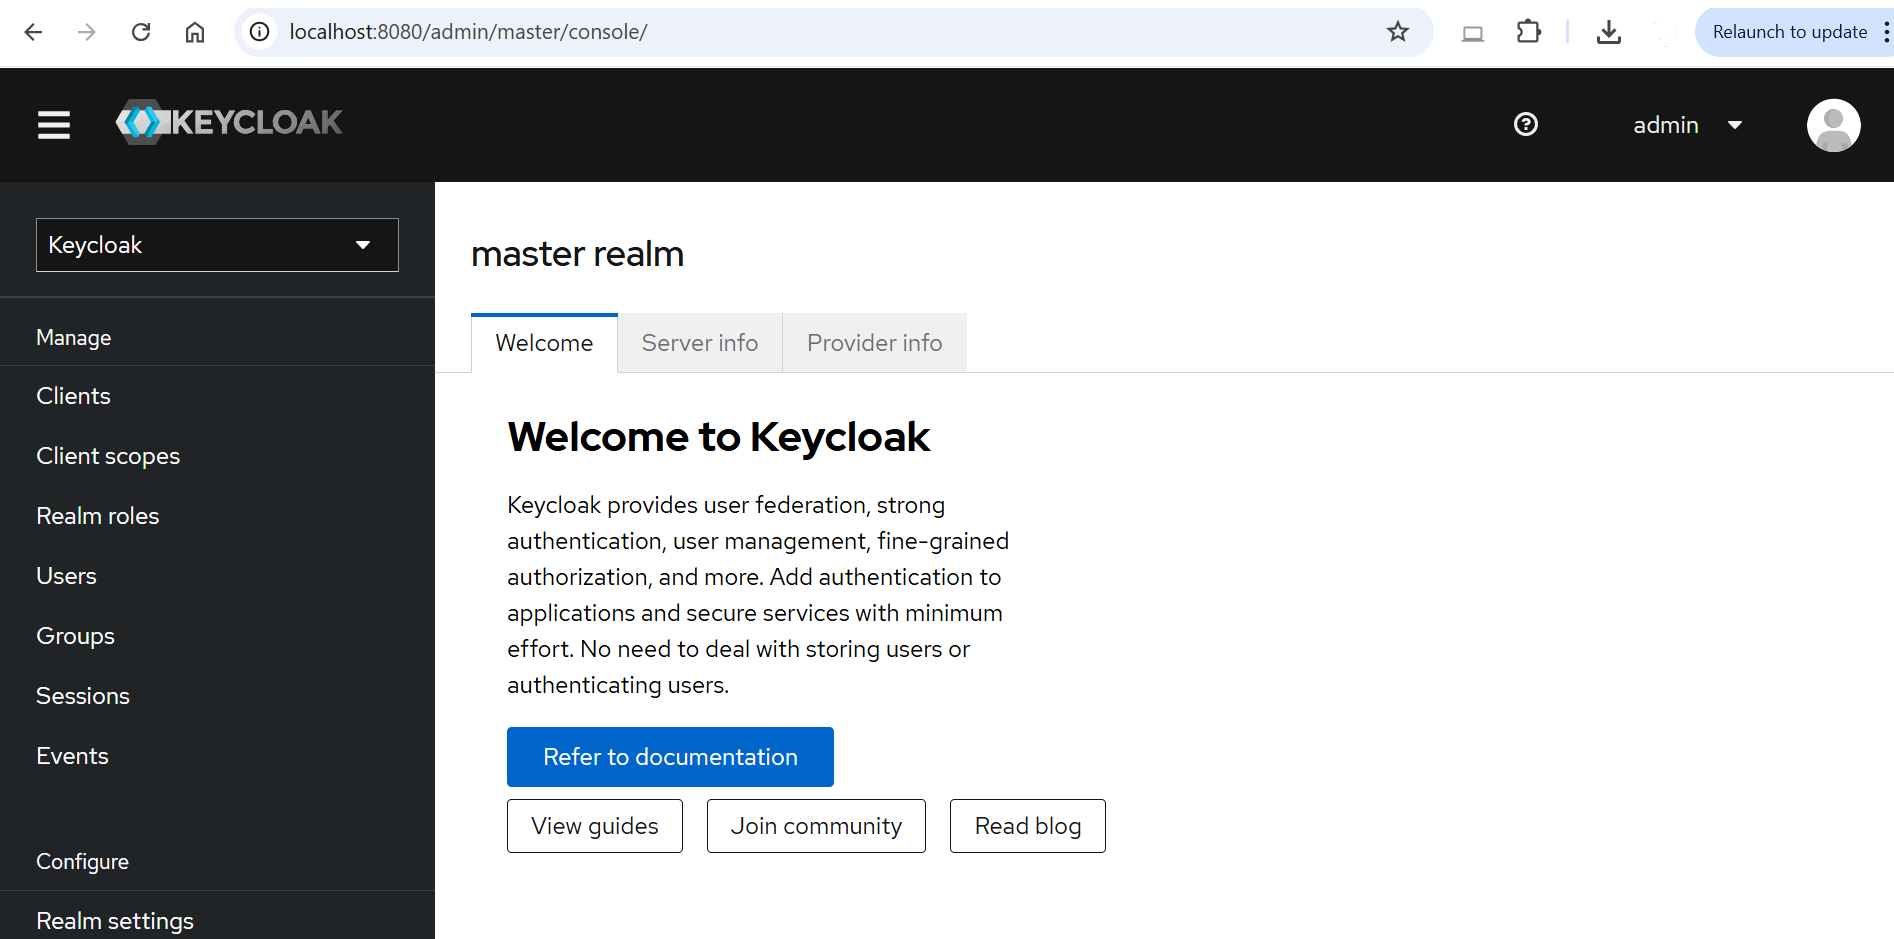 localhost:8080/admin/master/console/
Relaunch to update
KEYCLOAK
admin
Keycloak
Manage
Clients
Client scopes
Realm roles
Users
Groups
Sessions
Events
Configure
Realm settings
master realm
Welcome
Server info
Provider info
Welcome to Keycloak
Keycloak provides user federation, strong
authentication, user management, fine-grained
authorization, and more. Add authentication to
applications and secure services with minimum
effort. No need to deal with storing users or
authenticating users.
Refer to documentation
View guides
Join community
Read blog